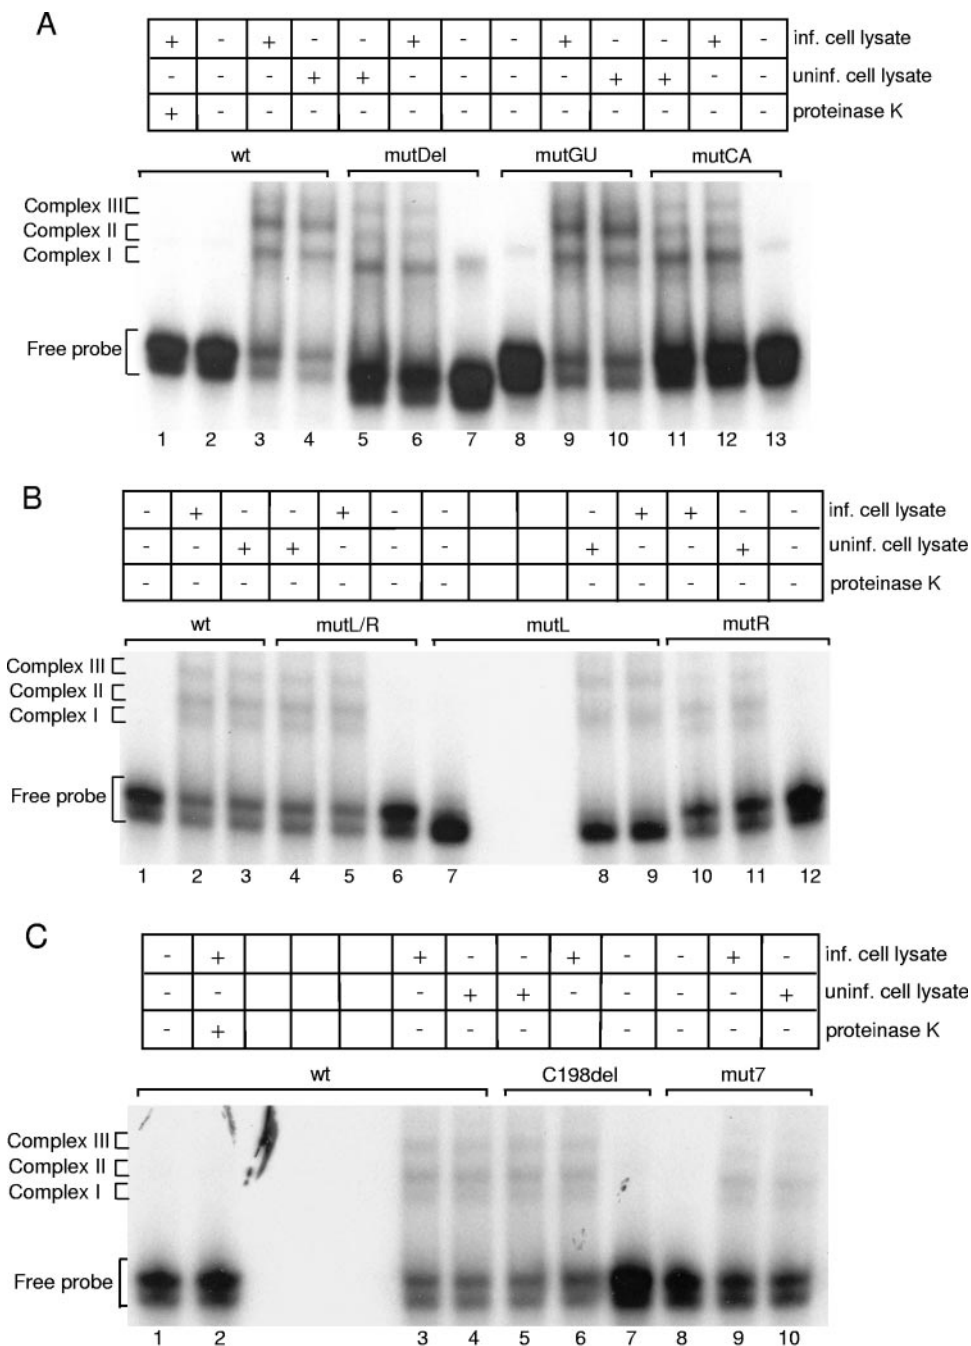 A
+ - + - - + - - + - - + - inf. cell lysate
- - - + + - - - - + + - - uninf. cell lysate
+ - - - - - - - - - - - - proteinase K
wt mutDel mutGU mutCA
Complex III
Complex II
Complex I
Free probe
1 2 3 4 5 6 7 8 9 10 11 12 13
B
- + - - + - - - + + - - inf. cell lysate
- - + + - - - + - - + - uninf. cell lysate
- - - - - - - - - - - - proteinase K
wt mutL/R mutL mutR
Complex III
Complex II
Complex I
Free probe
1 2 3 4 5 6 7 8 9 10 11 12
C
- + + - - + - - + - inf. cell lysate
- - - + + - - - - + uninf. cell lysate
- + - - - - - - - - proteinase K
wt C198del mut7
Complex III
Complex II
Complex I
Free probe
1 2 3 4 5 6 7 8 9 10